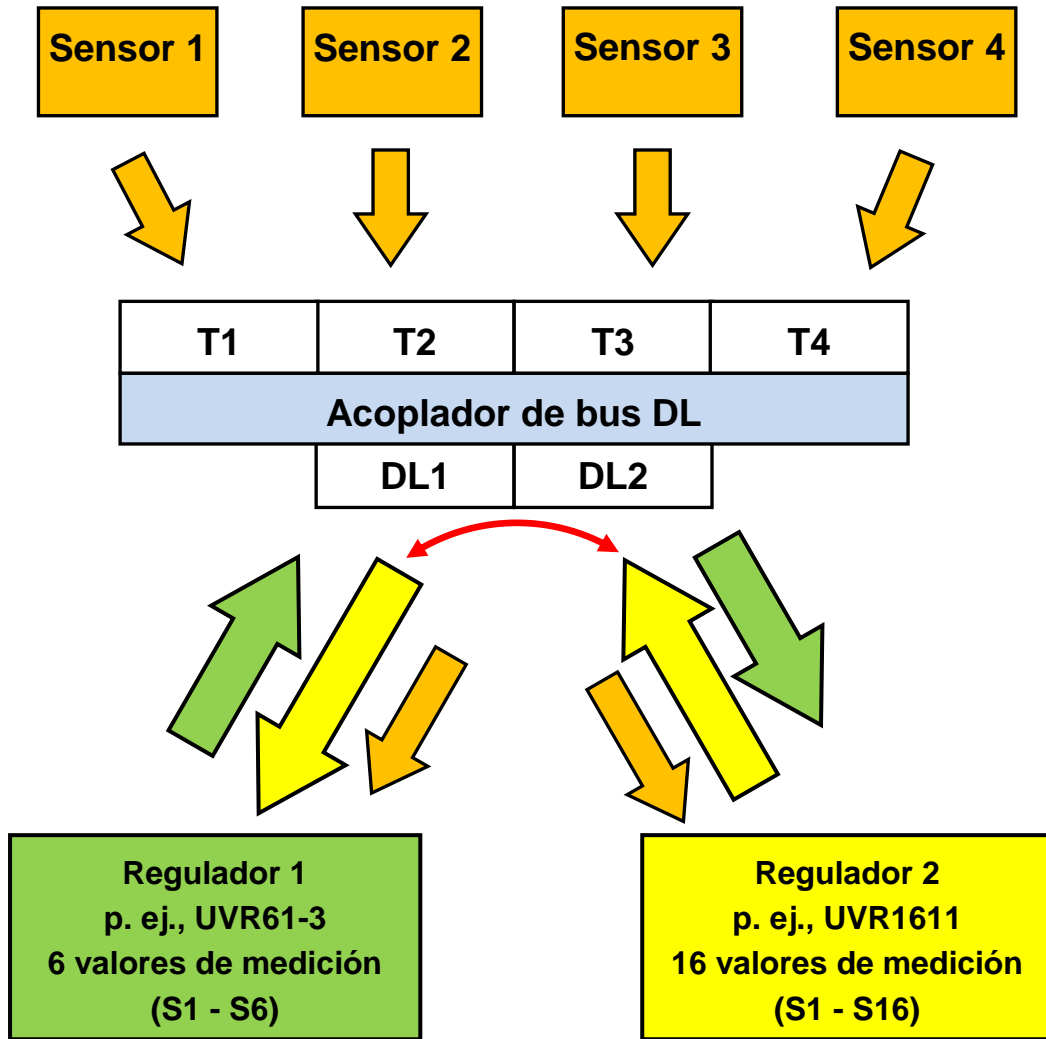 Sensor 1
Sensor 2
Sensor 3
Sensor 4
T1
T2
T3
T4
Acoplador de bus DL
DL1
DL2
Regulador 1
p. ej., UVR61-3
6 valores de medición
(S1 - S6)
Regulador 2
p. ej., UVR1611
16 valores de medición
(S1 - S16)